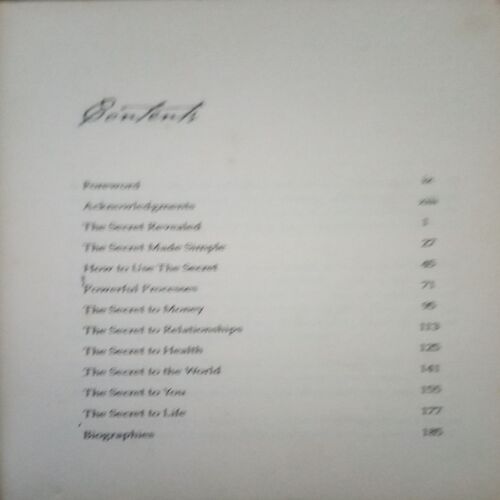 Contents
Foreword ix
Acknowledgments xiii
The Secret Revealed 1
The Secret Made Simple 27
How to Use The Secret 45
Powerful Processes 71
The Secret to Money 95
The Secret to Relationships 113
The Secret to Health 125
The Secret to the World 141
The Secret to You 155
The Secret to Life 177
Biographies 185